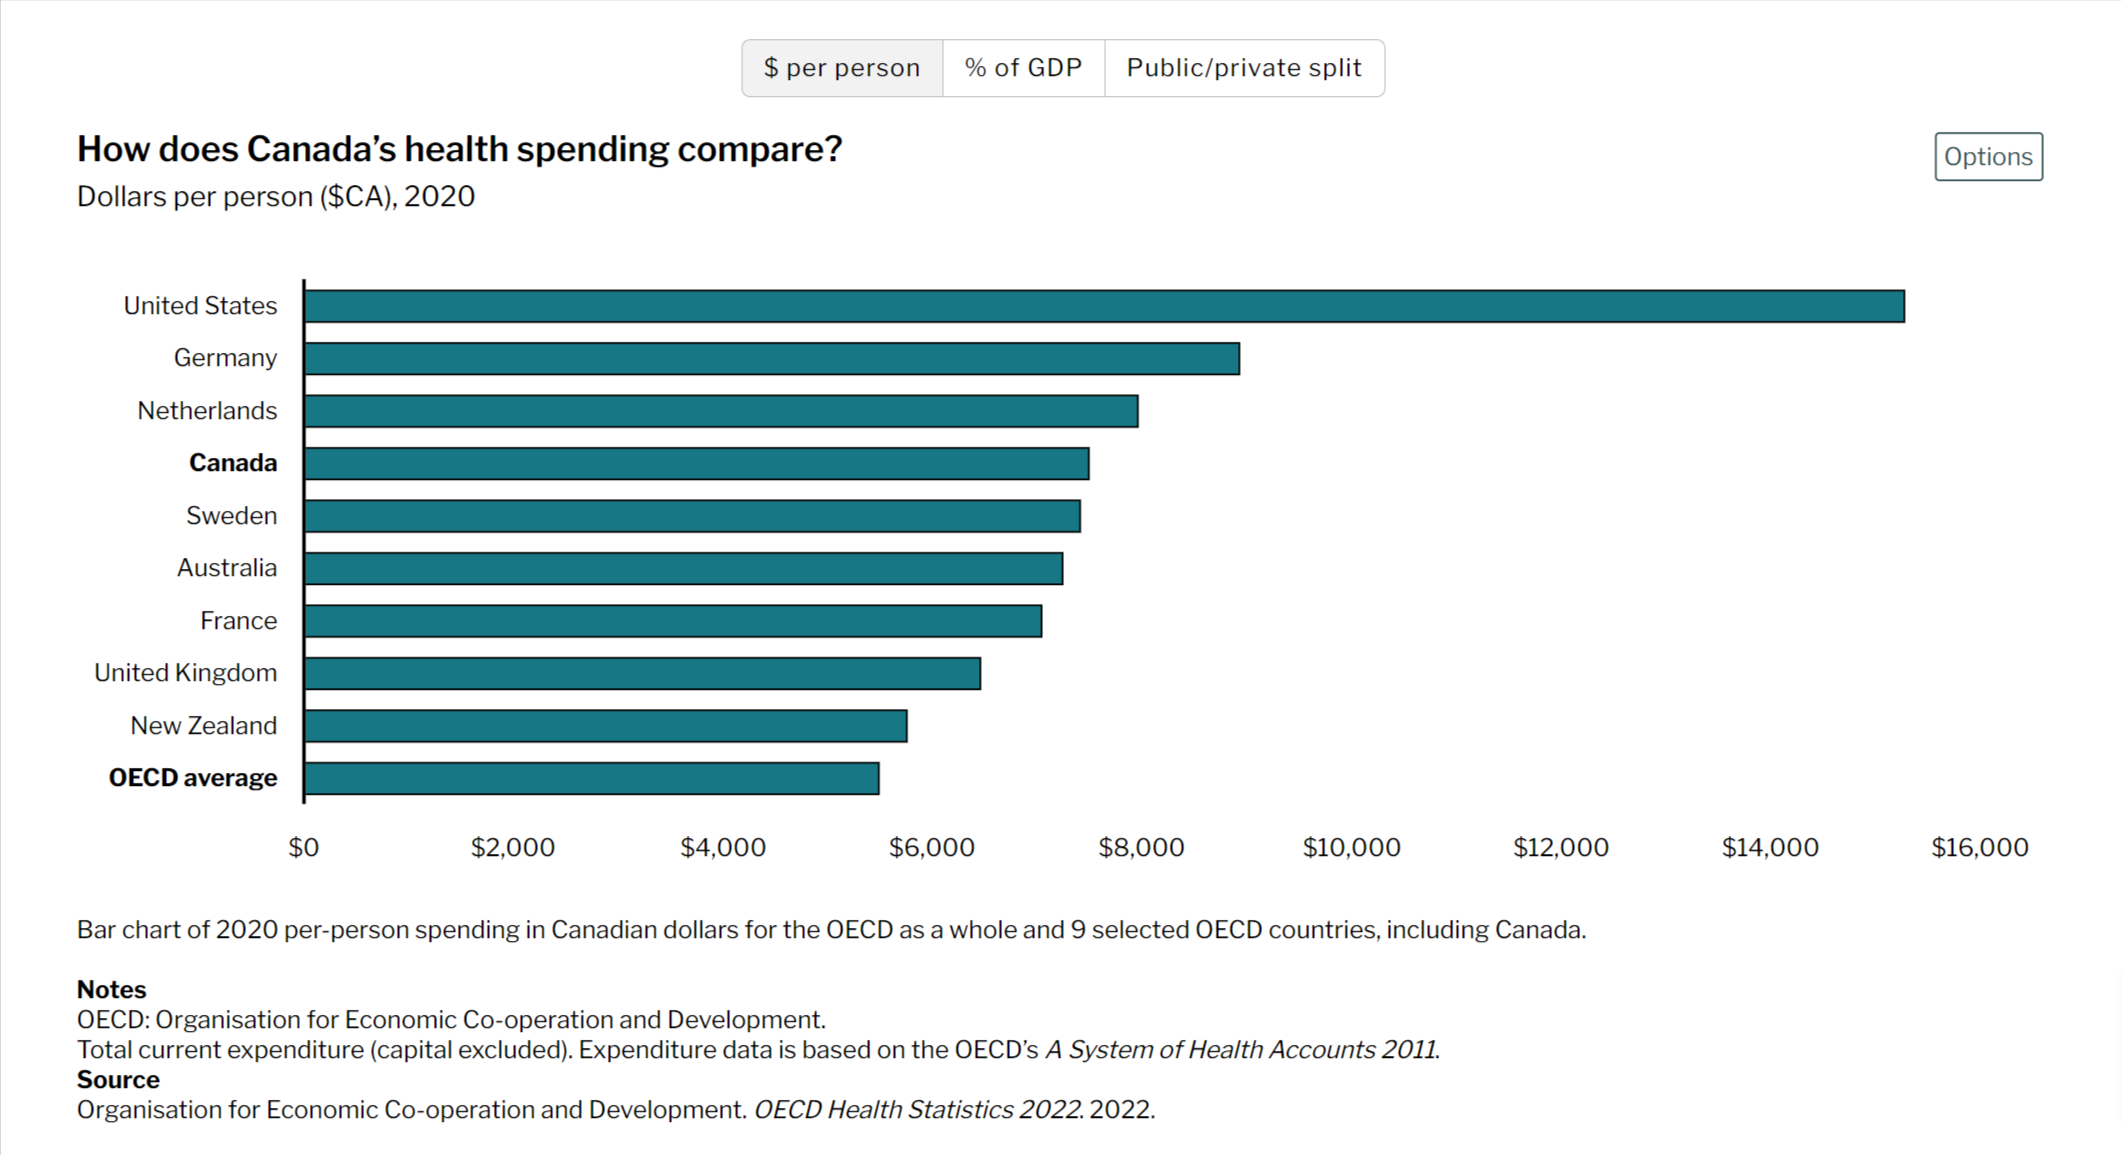 $ per person
% of GDP
Public/private split
How does Canada’s health spending compare?
Options
Dollars per person ($CA), 2020
United States
Germany
Netherlands
Canada
Sweden
Australia
France
United Kingdom
New Zealand
OECD average
$0
$2,000
$4,000
$6,000
$8,000
$10,000
$12,000
$14,000
$16,000
Bar chart of 2020 per-person spending in Canadian dollars for the OECD as a whole and 9 selected OECD countries, including Canada.
Notes
OECD: Organisation for Economic Co-operation and Development.
Total current expenditure (capital excluded). Expenditure data is based on the OECD’s A System of Health Accounts 2011.
Source
Organisation for Economic Co-operation and Development. OECD Health Statistics 2022. 2022.